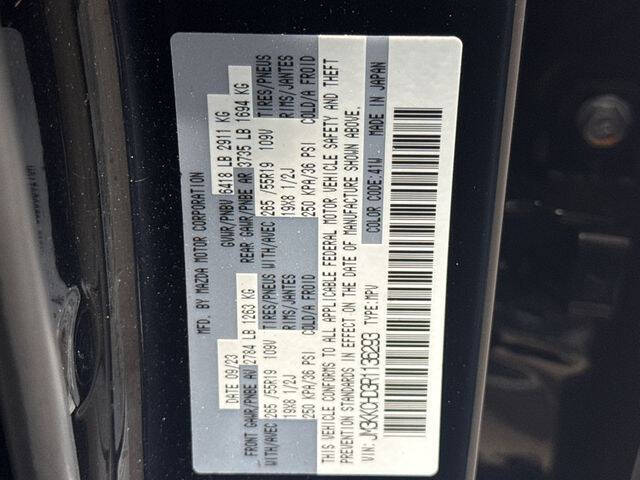 MFD. BY MAZDA MOTOR CORPORATION
DATE 09/23 GVWR/PNBV 6418 LB 2911 KG
FRONT GAWR/PNBE AV 2784 LB 1263 KG REAR GAWR/PNBE AR 3735 LB 1694 KG
WITH/AVEC 265 /55R19 109V TIRES/PNEUS WITH/AVEC 265 /55R19 109V TIRES/PNEUS
19X8 1/2J RIMS/JANTES 19X8 1/2J RIMS/JANTES
250 KPA/36 PSI COLD/A FROID 250 KPA/36 PSI COLD/A FROID
THIS VEHICLE CONFORMS TO ALL APPLICABLE FEDERAL MOTOR VEHICLE SAFETY AND THEFT
PREVENTION STANDARDS IN EFFECT ON THE DATE OF MANUFACTURE SHOWN ABOVE.
VIN: JM3KKCHD3R1136293 TYPE:MPV COLOR CODE:41W MADE IN JAPAN